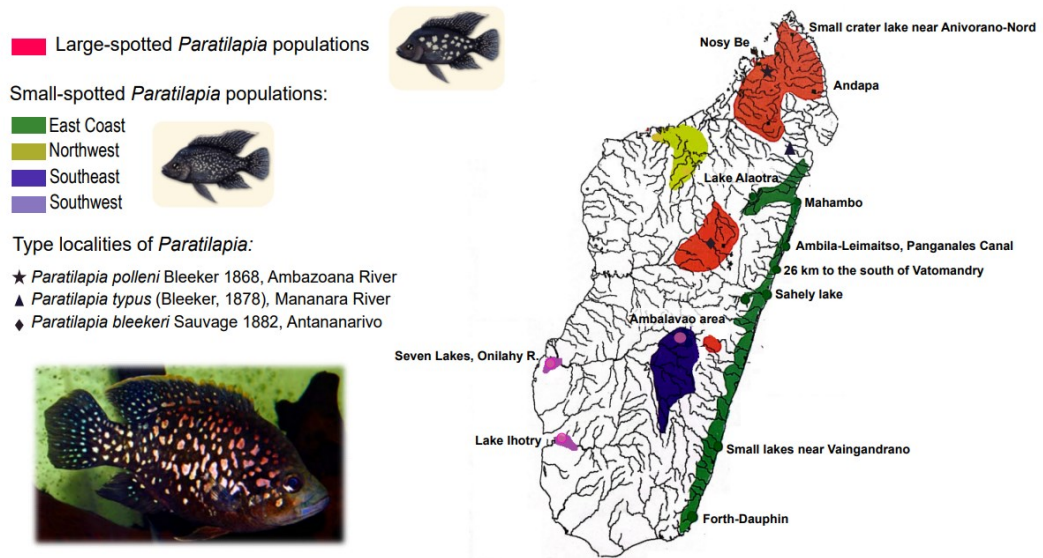 Large-spotted Paratilapia populations
Small-spotted Paratilapia populations:
East Coast
Northwest
Southeast
Southwest
Type localities of Paratilapia:
Paratilapia polleni Bleeker 1868, Ambazoana River
Paratilapia typus (Bleeker, 1878), Mananara River
Paratilapia bleekeri Sauvage 1882, Antananarivo
Small crater lake near Anivorano-Nord
Nosy Be
Andapa
Lake Alaotra
Mahambo
Ambila-Leimaitso, Panganales Canal
26 km to the south of Vatomandry
Sahely lake
Ambalavao area
Seven Lakes, Onilahy R.
Lake Ihotry
Small lakes near Vaingandrano
Forth-Dauphin